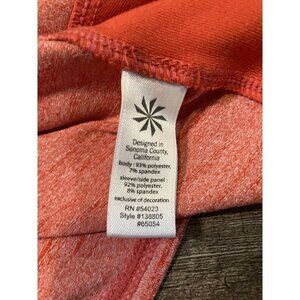 Designed in
Sonoma County,
California
body : 93% polyester,
7% spandex
sleeve/side panel :
92% polyester,
8% spandex
exclusive of decoration.
RN #54023
Style #138805
#65054